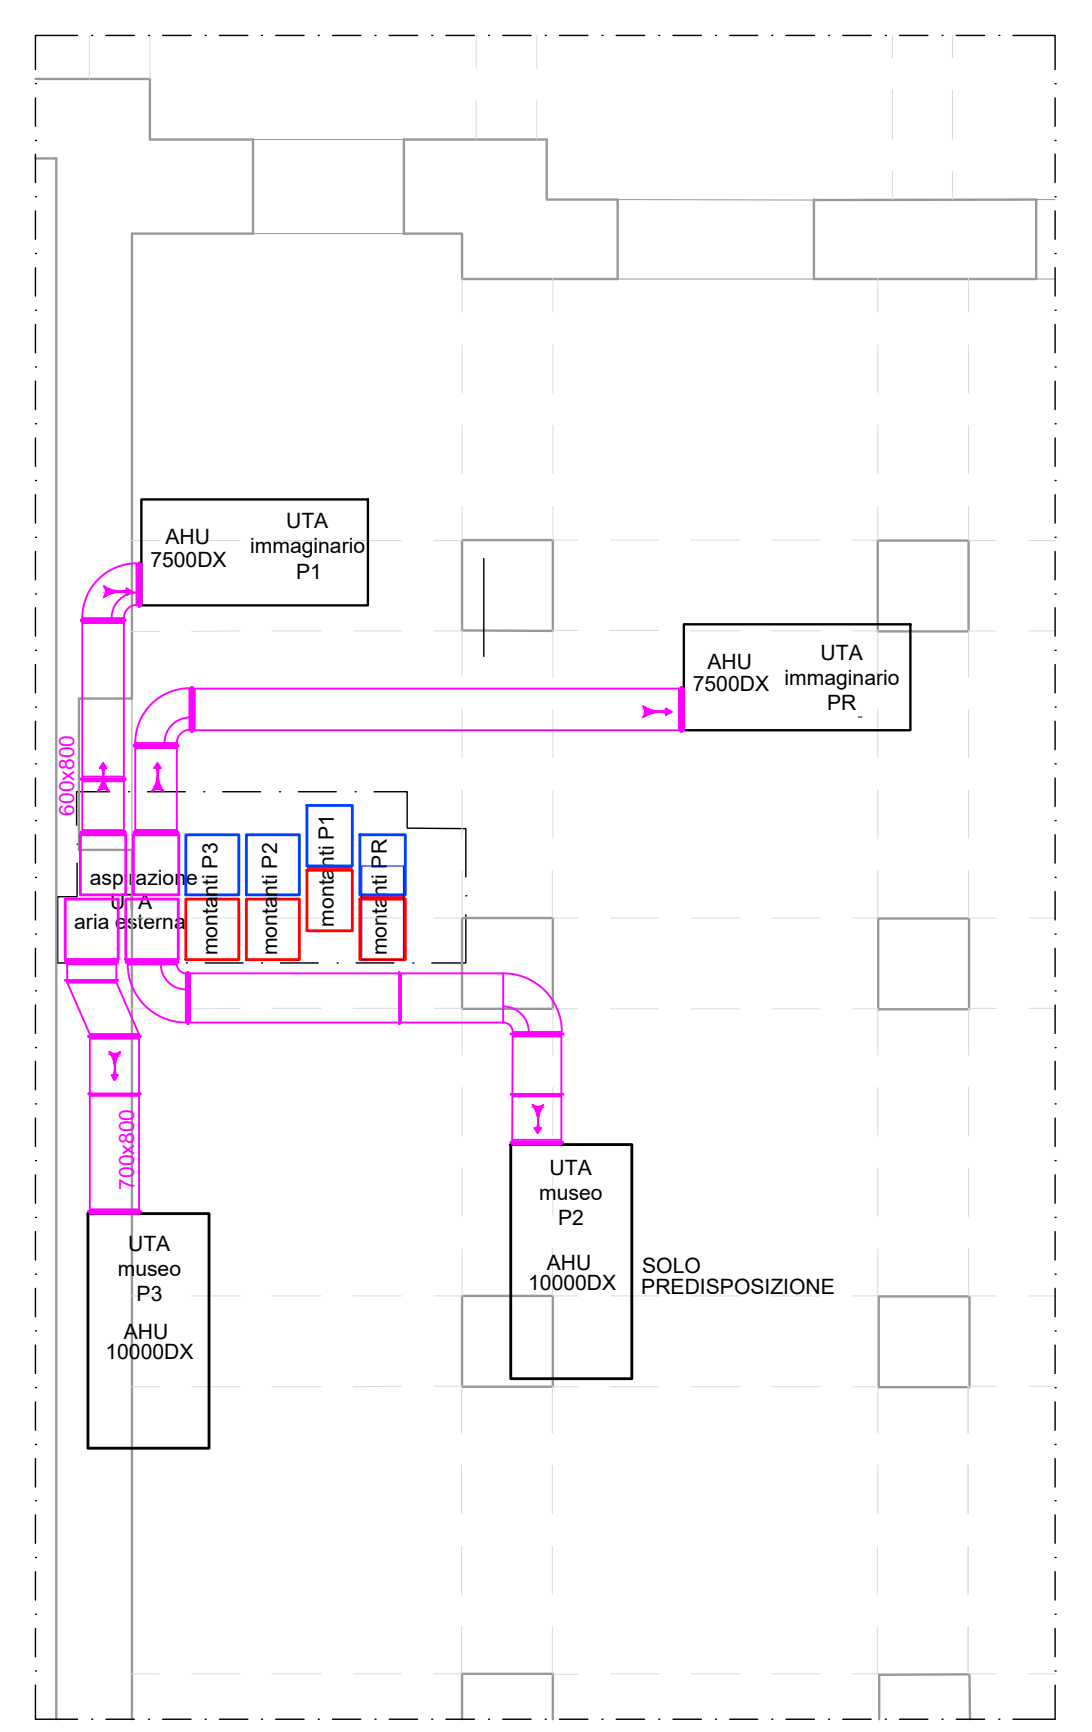 AHU
7500DX
UTA
immaginario
P1
AHU
7500DX
UTA
immaginario
PR
600x800
aspirazione
UTA
aria esterna
montanti P3
montanti P2
montanti P1
montanti PR
700x800
UTA
museo
P3
AHU
10000DX
UTA
museo
P2
AHU
10000DX
SOLO
PREDISPOSIZIONE